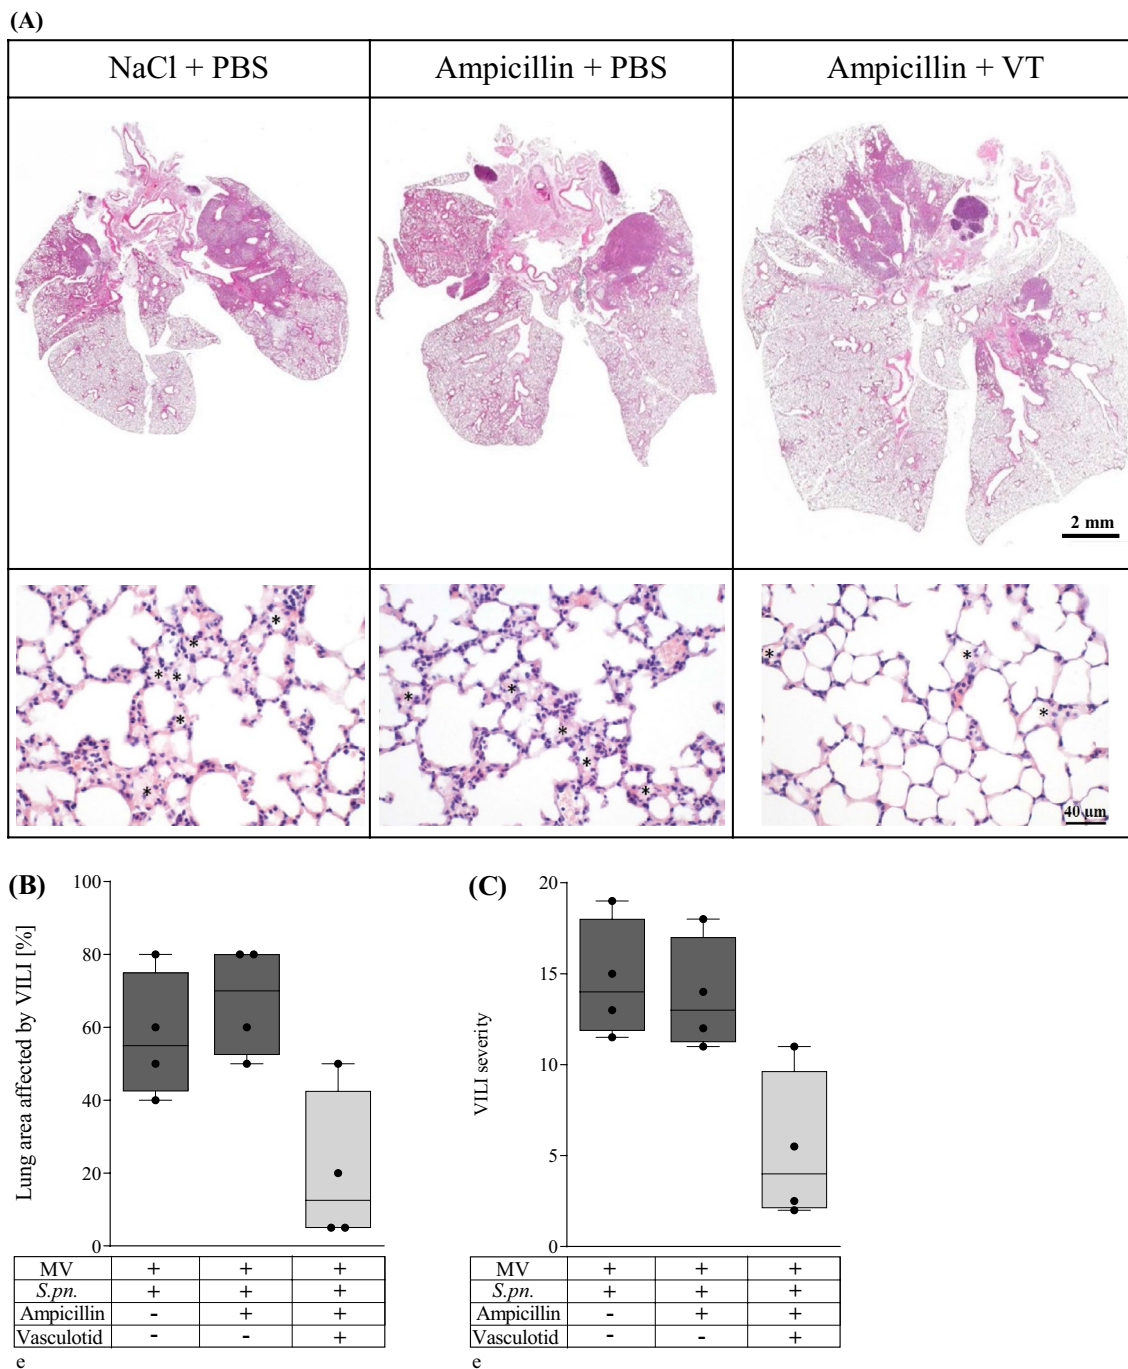 (A)
NaCl + PBS
Ampicillin + PBS
Ampicillin + VT
2 mm
* * * * * *
* * * * *
* * *
40 µm
(B)
Lung area affected by VILI [%]
100
80
60
40
20
0
MV + + +
S.pn. + + +
Ampicillin - + +
Vasculotid - - +
e
(C)
VILI severity
20
15
10
5
0
MV + + +
S.pn. + + +
Ampicillin - + +
Vasculotid - - +
e